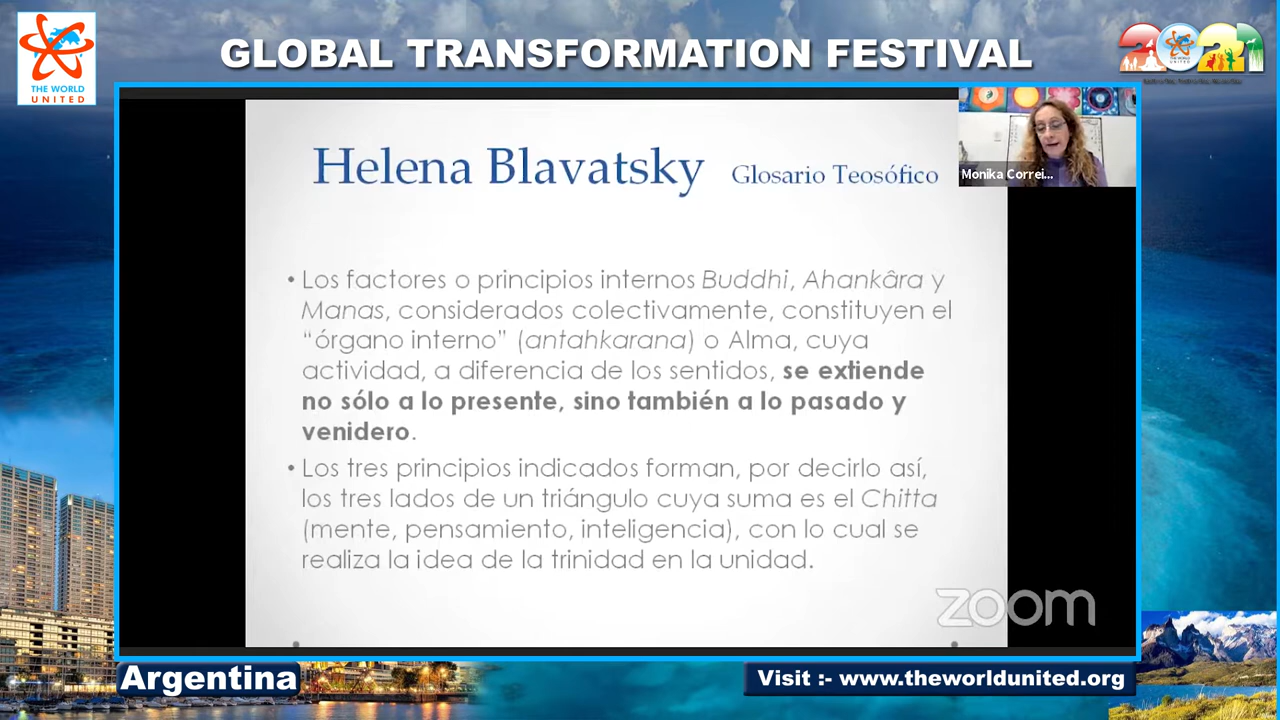 THE WORLD
UNITED
GLOBAL TRANSFORMATION FESTIVAL
2021
Helena Blavatsky Glosario Teosófico
Monika Correi...
• Los factores o principios internos Buddhi, Ahankâra y
Manas, considerados colectivamente, constituyen el
“órgano interno” (antahkarana) o Alma, cuya
actividad, a diferencia de los sentidos, se extiende
no sólo a lo presente, sino también a lo pasado y
venidero.
• Los tres principios indicados forman, por decirlo así,
los tres lados de un triángulo cuya suma es el Chitta
(mente, pensamiento, inteligencia), con lo cual se
realiza la idea de la trinidad en la unidad.
zoom
Argentina
Visit :- www.theworldunited.org